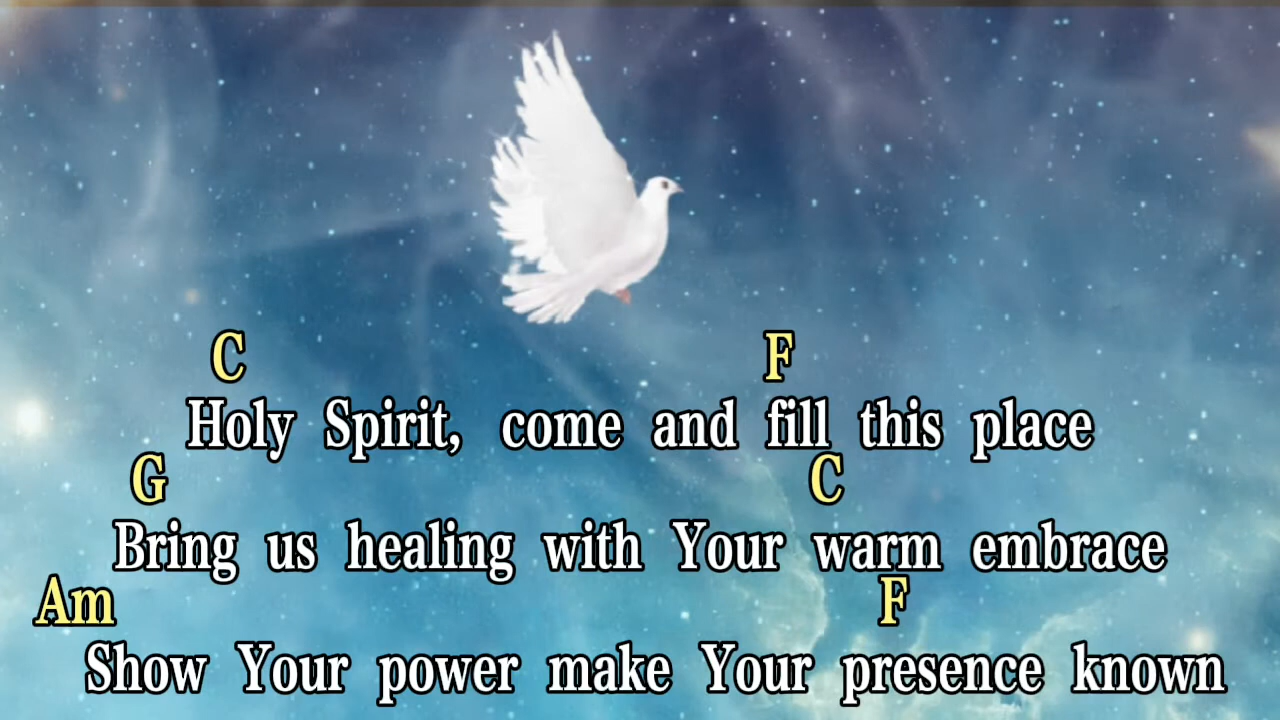 C F
Holy Spirit, come and fill this place
G C
Bring us healing with Your warm embrace
Am F
Show Your power make Your presence known